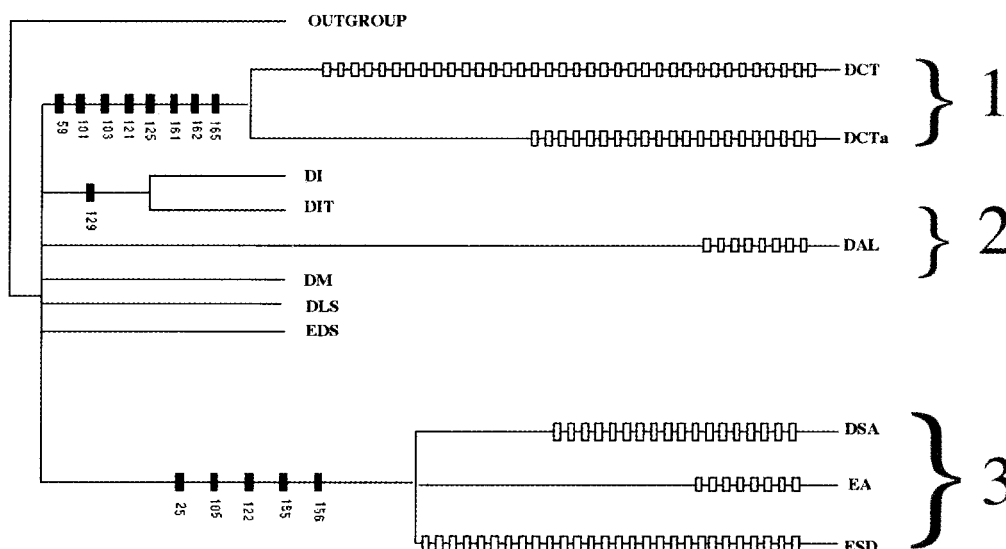 OUTGROUP
DCT
1
59 101 103 121 125 161 162 165
DCTa
DI
DIT
129
2
DAL
DM
DLS
EDS
DSA
3
EA
25 105 122 155 156
ESD